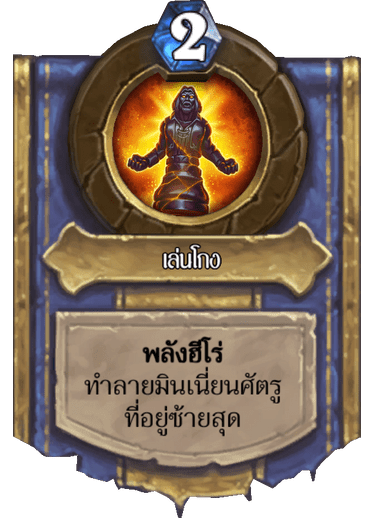 2
เล่นโกง
พลังฮีโร่
ทำลายมินเนี่ยนศัตรู
ที่อยู่ซ้ายสุด